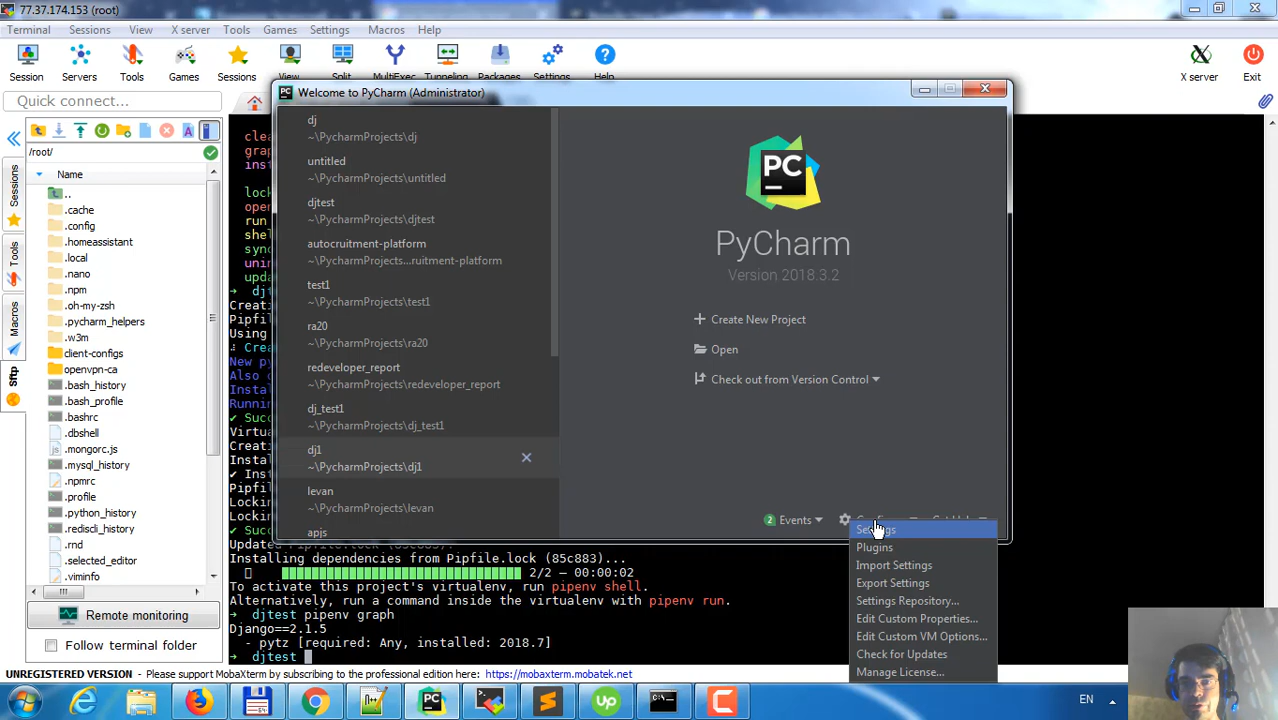 77.37.174.153 (root)
Terminal Sessions View X server Tools Games Settings Macros Help
Session Servers Tools Games Sessions View Split MultiExec Tunneling Packages Settings Help X server Exit
Quick connect...
/root/
Name
..
.cache
.config
.homeassistant
.local
.nano
.npm
.oh-my-zsh
.pycharm_helpers
.w3m
client-configs
openvpn-ca
.bash_history
.bash_profile
.bashrc
.dbshell
.mongorc.js
.mysql_history
.npmrc
.profile
.python_history
.rediscli_history
.rnd
.selected_editor
.viminfo
Sessions
Tools
Macros
Sftp
Remote monitoring
Follow terminal folder
Welcome to PyCharm (Administrator)
dj
~\PycharmProjects\dj
untitled
~\PycharmProjects\untitled
djtest
~\PycharmProjects\djtest
autocruitment-platform
~\PycharmProjects...ruitment-platform
test1
~\PycharmProjects\test1
ra20
~\PycharmProjects\ra20
redeveloper_report
~\PycharmProjects\redeveloper_report
dj_test1
~\PycharmProjects\dj_test1
dj1
~\PycharmProjects\dj1
levan
~\PycharmProjects\levan
apjs
PC
PyCharm
Version 2018.3.2
Create New Project
Open
Check out from Version Control
2 Events
Settings
Plugins
Import Settings
Export Settings
Settings Repository...
Edit Custom Properties...
Edit Custom VM Options...
Check for Updates
Manage License...
Installing dependencies from Pipfile.lock (85c883)...
2/2 — 00:00:02
To activate this project's virtualenv, run pipenv shell.
Alternatively, run a command inside the virtualenv with pipenv run.
➜ djtest pipenv graph
Django==2.1.5
- pytz [required: Any, installed: 2018.7]
➜ djtest
UNREGISTERED VERSION - Please support MobaXterm by subscribing to the professional edition here: https://mobaxterm.mobatek.net
EN